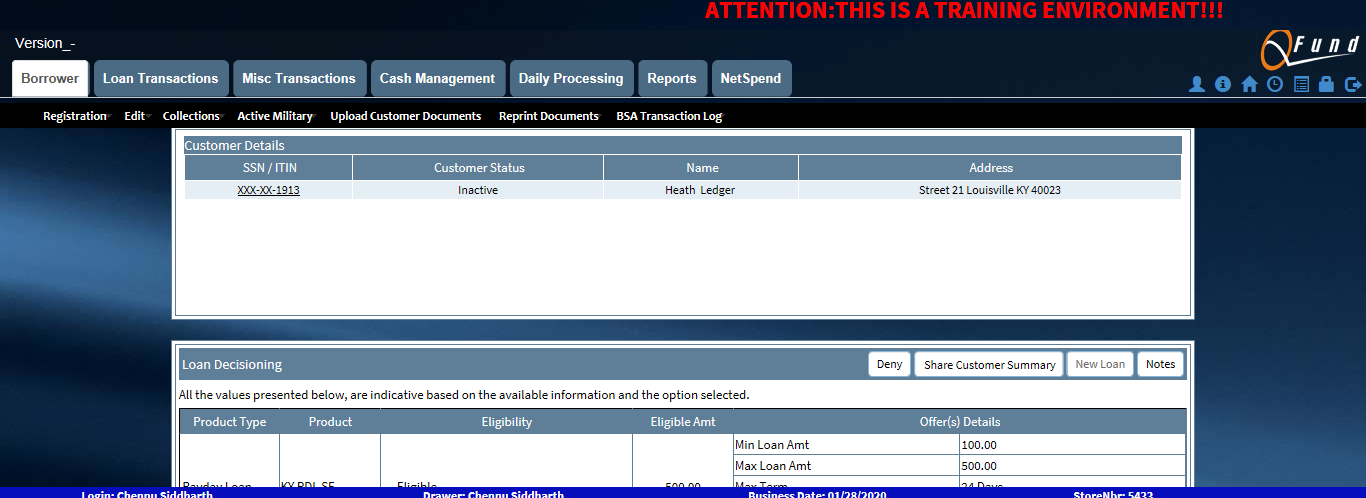 ATTENTION:THIS IS A TRAINING ENVIRONMENT!!!
Version_-
QFund
Borrower Loan Transactions Misc Transactions Cash Management Daily Processing Reports NetSpend
Registration Edit Collections Active Military Upload Customer Documents Reprint Documents BSA Transaction Log
Customer Details
SSN / ITIN Customer Status Name Address
XXX-XX-1913 Inactive Heath Ledger Street 21 Louisville KY 40023
Loan Decisioning Deny Share Customer Summary New Loan Notes
All the values presented below, are indicative based on the available information and the option selected.
Product Type Product Eligibility Eligible Amt Offer(s) Details
Min Loan Amt 100.00
Max Loan Amt 500.00
Payday Loan KY PDL SF Eligible 500.00 Max Term 24 Days
Login: Chennu Siddharth Drawer: Chennu Siddharth Business Date: 01/28/2020 StoreNbr: 5433